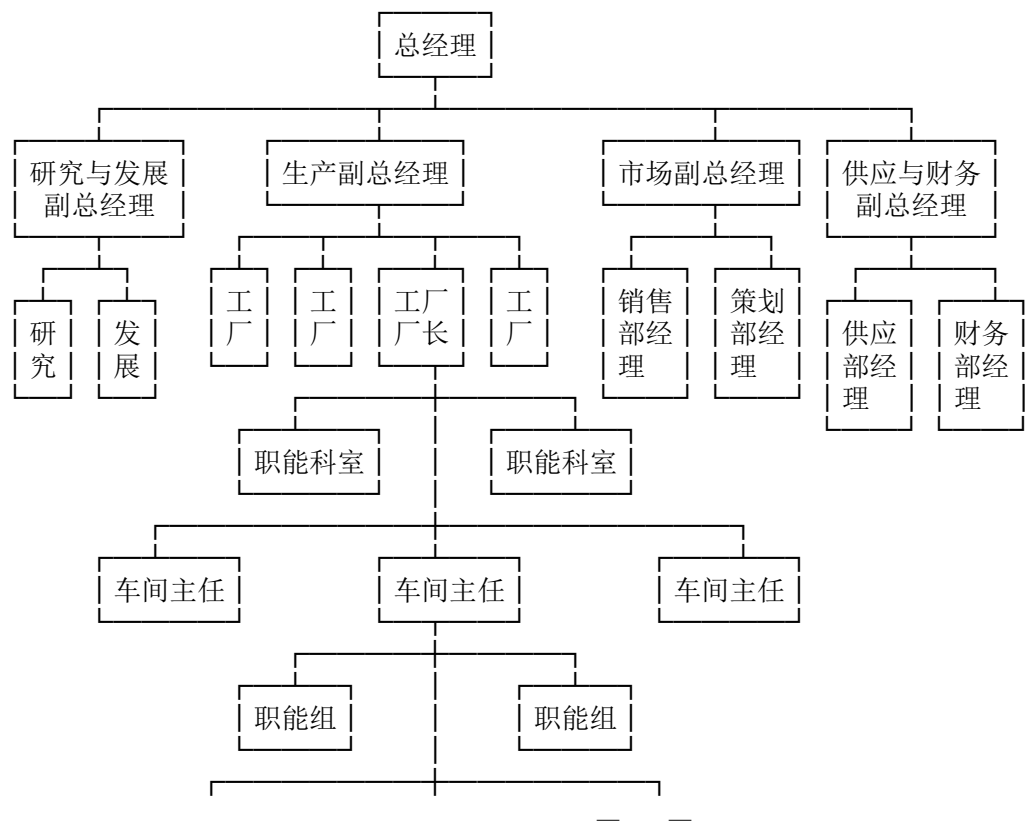 总经理
研究与发展
副总经理
生产副总经理
市场副总经理
供应与财务
副总经理
研
究
发
展
工
厂
工
厂
工厂
厂长
工
厂
销售
部经
理
策划
部经
理
供应
部经
理
财务
部经
理
职能科室
职能科室
车间主任
车间主任
车间主任
职能组
职能组